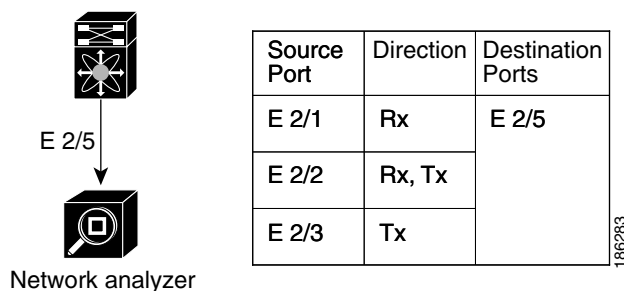 E 2/5
Network analyzer
Source Port
Direction
Destination Ports
E 2/1
Rx
E 2/5
E 2/2
Rx, Tx
E 2/3
Tx
186283